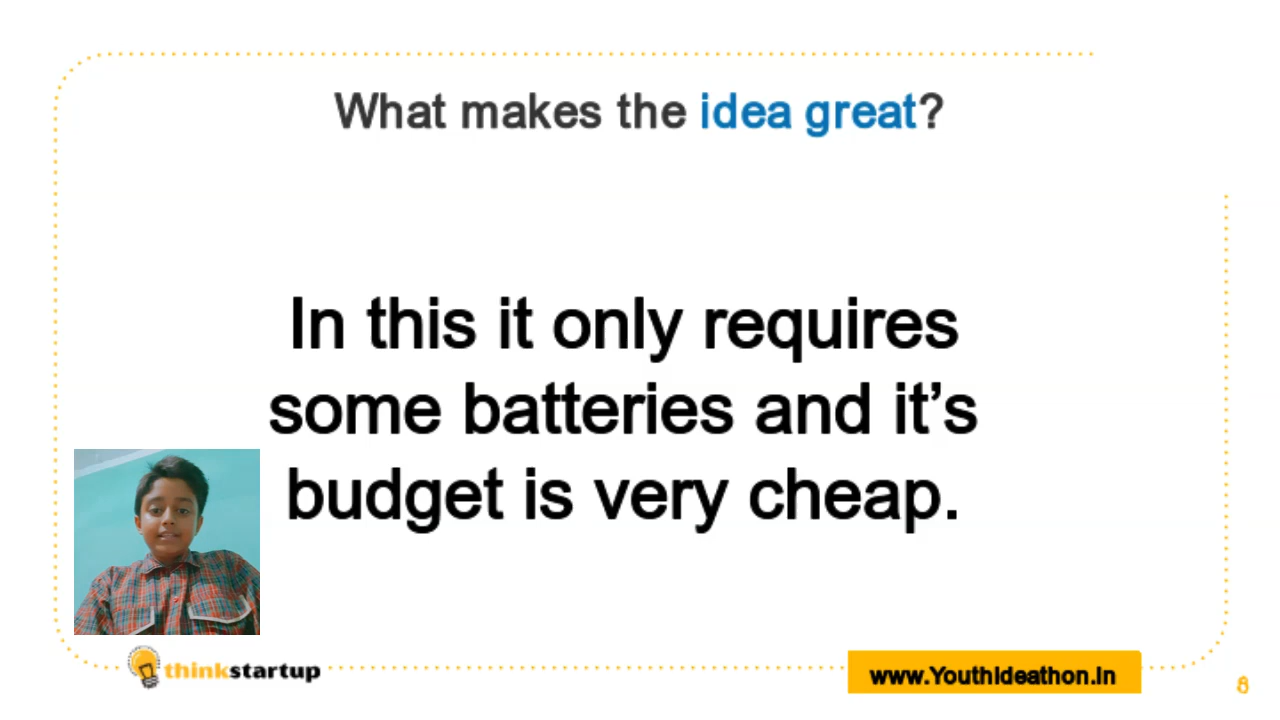 What makes the idea great?
In this it only requires
some batteries and it’s
budget is very cheap.
thinkstartup
www.YouthIdeathon.In